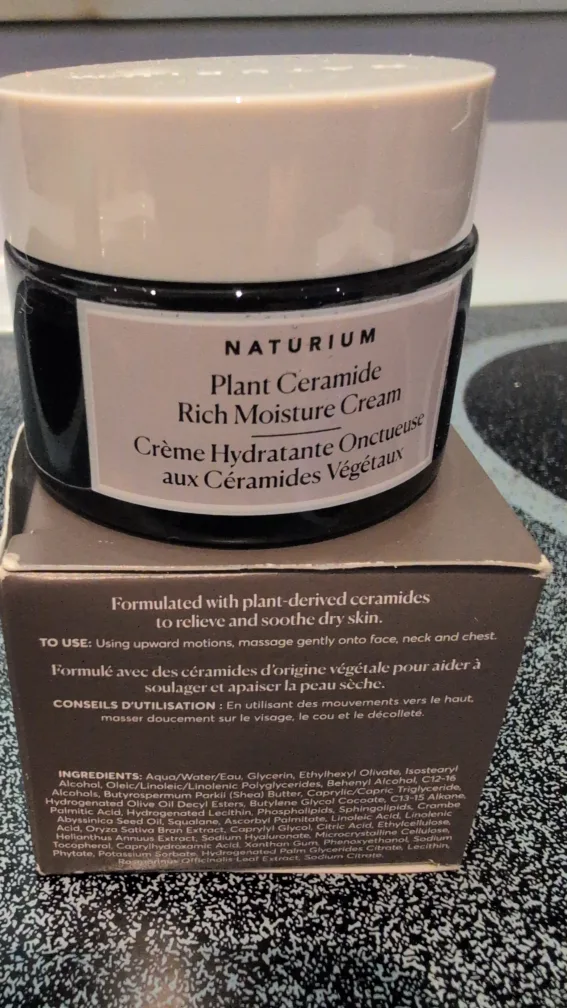 NATURIUM
Plant Ceramide
Rich Moisture Cream
Crème Hydratante Onctueuse
aux Céramides Végétaux
Formulated with plant-derived ceramides
to relieve and soothe dry skin.
TO USE: Using upward motions, massage gently onto face, neck and chest.
Formulé avec des céramides d'origine végétale pour aider à
soulager et apaiser la peau sèche.
CONSEILS D'UTILISATION : En utilisant des mouvements vers le haut,
masser doucement sur le visage, le cou et le décolleté.
INGREDIENTS: Aqua/Water/Eau, Glycerin, Ethylhexyl Olivate, Isostearyl
Alcohol, Oleic/Linoleic/Linolenic Polyglycerides, Behenyl Alcohol, C12-16
Alcohols, Butyrospermum Parkii (Shea) Butter, Caprylic/Capric Triglyceride,
Hydrogenated Olive Oil Decyl Esters, Butylene Glycol Cocoate, C13-15 Alkane,
Palmitic Acid, Hydrogenated Lecithin, Phospholipids, Sphingolipids, Crambe
Abyssinica Seed Oil, Squalane, Ascorbyl Palmitate, Linoleic Acid, Linolenic
Acid, Oryza Sativa Bran Extract, Caprylyl Glycol, Citric Acid, Ethylcellulose,
Helianthus Annuus Extract, Sodium Hyaluronate, Microcrystalline Cellulose,
Tocopherol, Caprylhydroxamic Acid, Xanthan Gum, Phenoxyethanol, Sodium
Phytate, Potassium Sorbate, Hydrogenated Palm Glycerides Citrate, Lecithin,
Rosmarinus Officinalis Leaf Extract, Sodium Citrate.